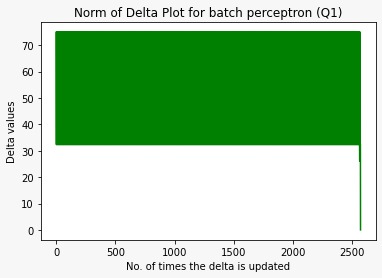 Norm of Delta Plot for batch perceptron (Q1)
70
60
50
40
30
20
10
0
Delta values
0 500 1000 1500 2000 2500
No. of times the delta is updated